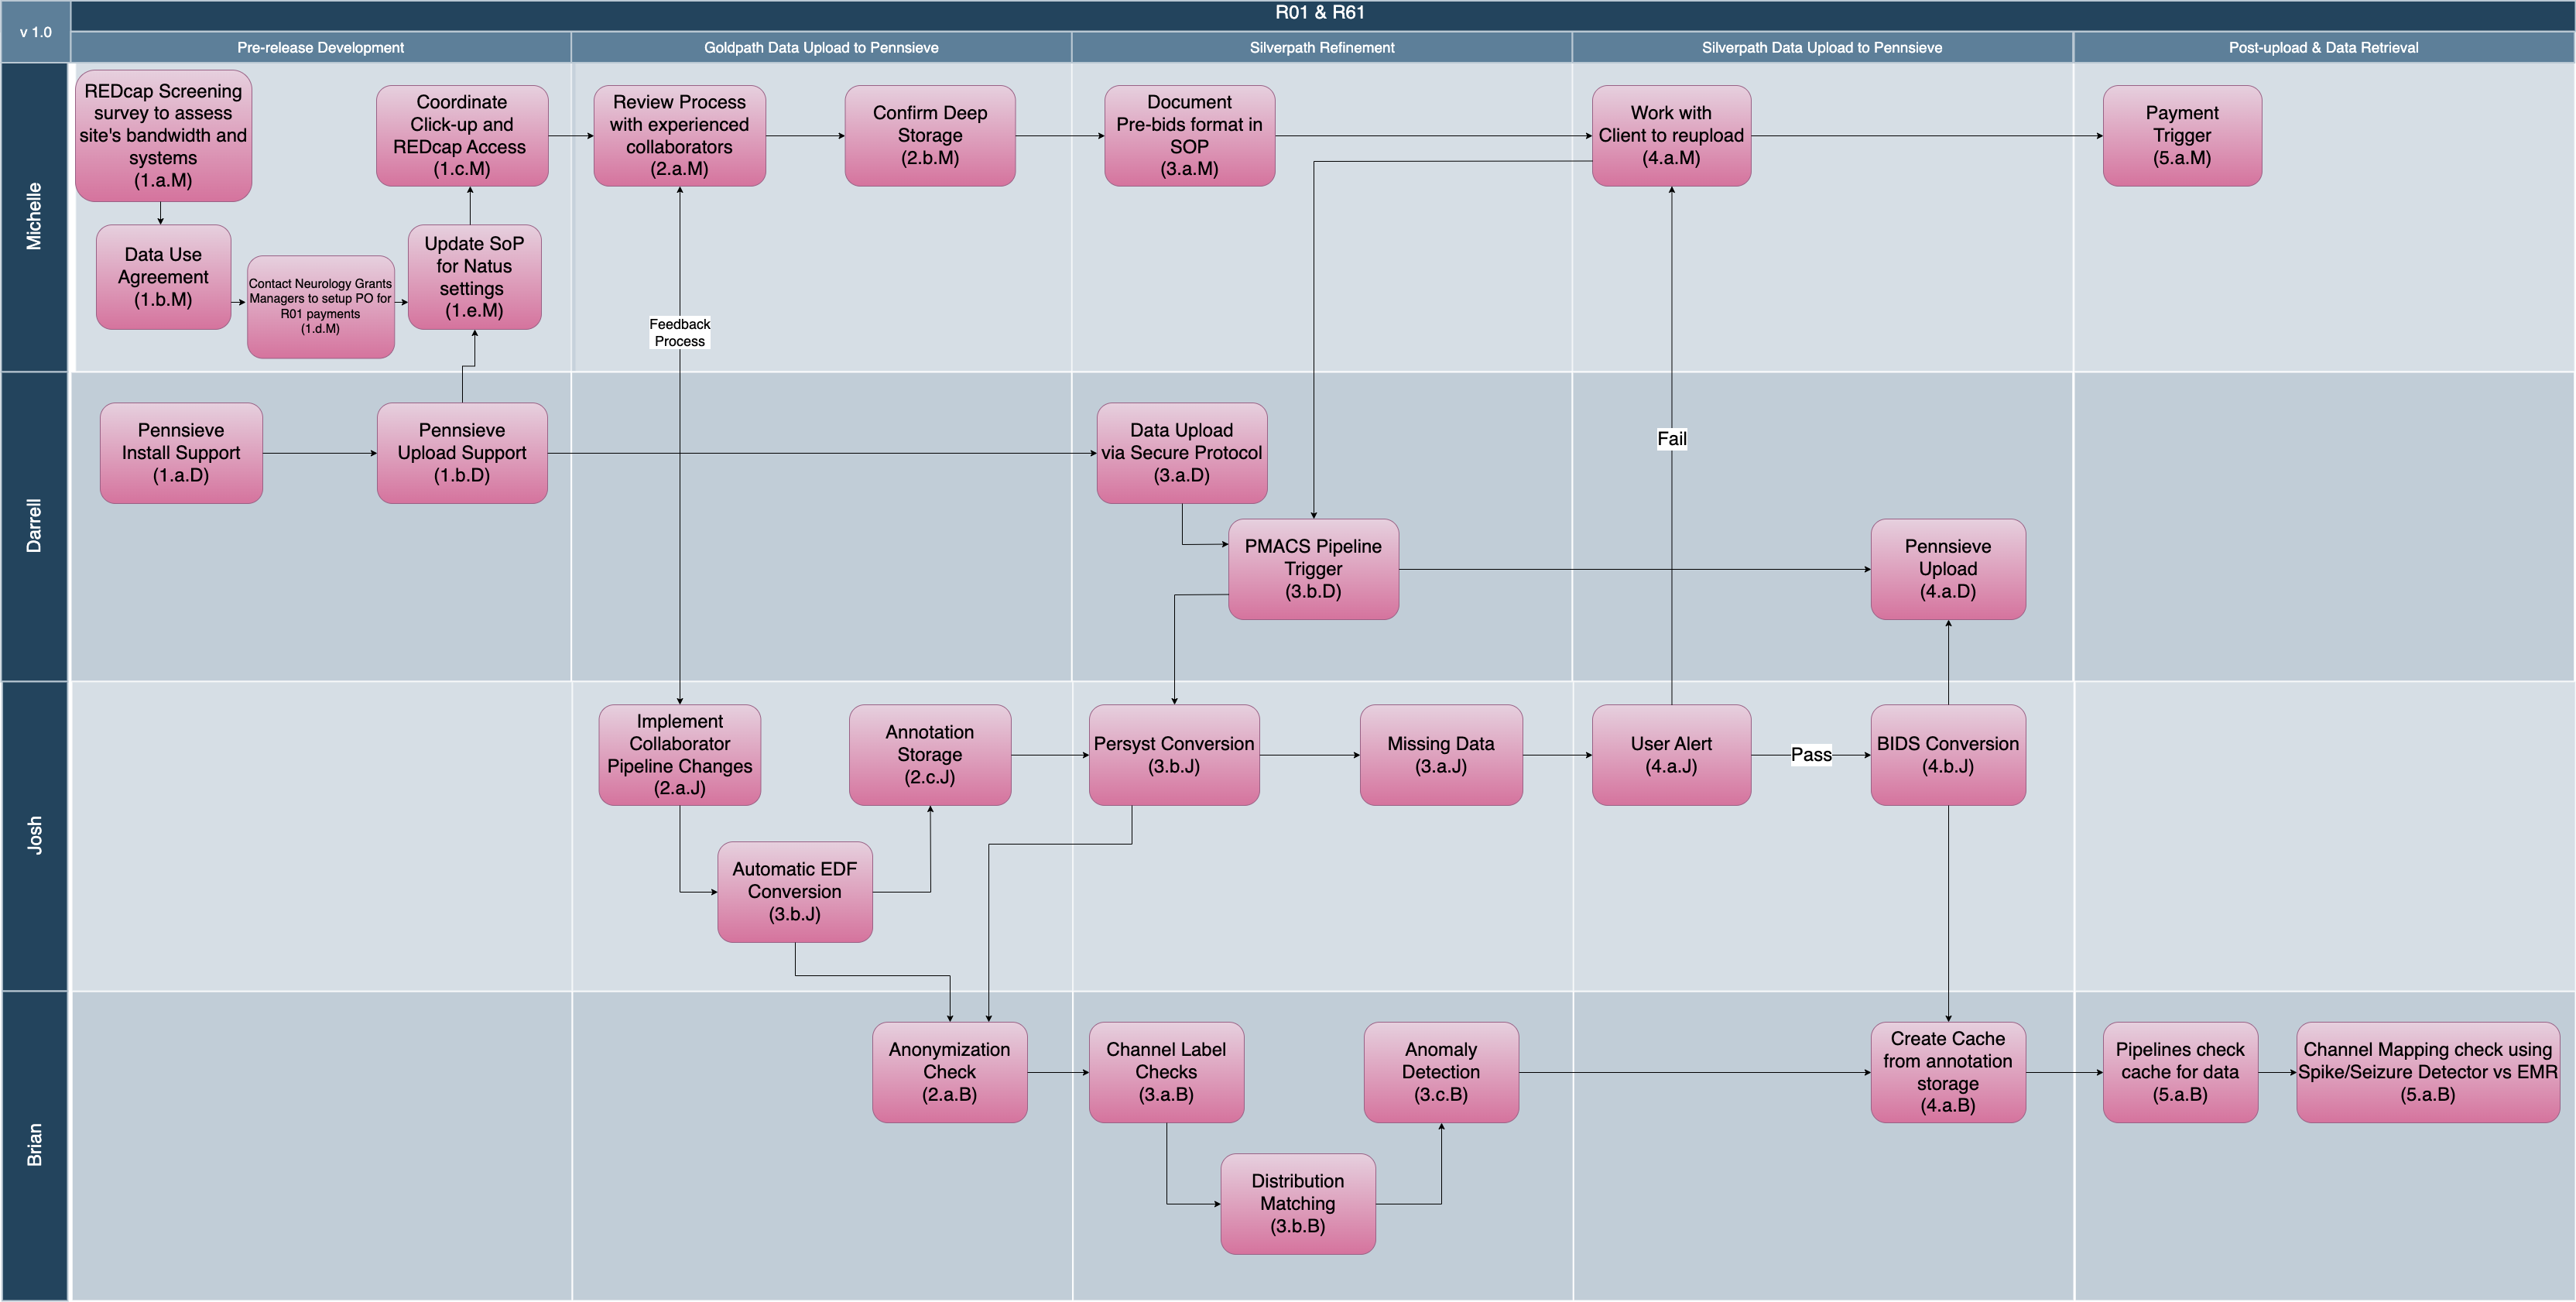 v 1.0
R01 & R61
Pre-release Development
Goldpath Data Upload to Pennsieve
Silverpath Refinement
Silverpath Data Upload to Pennsieve
Post-upload & Data Retrieval
Michelle
REDcap Screening
survey to assess
site's bandwidth and
systems
(1.a.M)
Coordinate
Click-up and
REDcap Access
(1.c.M)
Review Process
with experienced
collaborators
(2.a.M)
Confirm Deep
Storage
(2.b.M)
Document
Pre-bids format in
SOP
(3.a.M)
Work with
Client to reupload
(4.a.M)
Payment
Trigger
(5.a.M)
Data Use
Agreement
(1.b.M)
Contact Neurology Grants
Managers to setup PO for
R01 payments
(1.d.M)
Update SoP
for Natus
settings
(1.e.M)
Feedback
Process
Darrell
Pennsieve
Install Support
(1.a.D)
Pennsieve
Upload Support
(1.b.D)
Data Upload
via Secure Protocol
(3.a.D)
Fail
PMACS Pipeline
Trigger
(3.b.D)
Pennsieve
Upload
(4.a.D)
Josh
Implement
Collaborator
Pipeline Changes
(2.a.J)
Annotation
Storage
(2.c.J)
Persyst Conversion
(3.b.J)
Missing Data
(3.a.J)
User Alert
(4.a.J)
Pass
BIDS Conversion
(4.b.J)
Automatic EDF
Conversion
(3.b.J)
Brian
Anonymization
Check
(2.a.B)
Channel Label
Checks
(3.a.B)
Anomaly
Detection
(3.c.B)
Create Cache
from annotation
storage
(4.a.B)
Pipelines check
cache for data
(5.a.B)
Channel Mapping check using
Spike/Seizure Detector vs EMR
(5.a.B)
Distribution
Matching
(3.b.B)